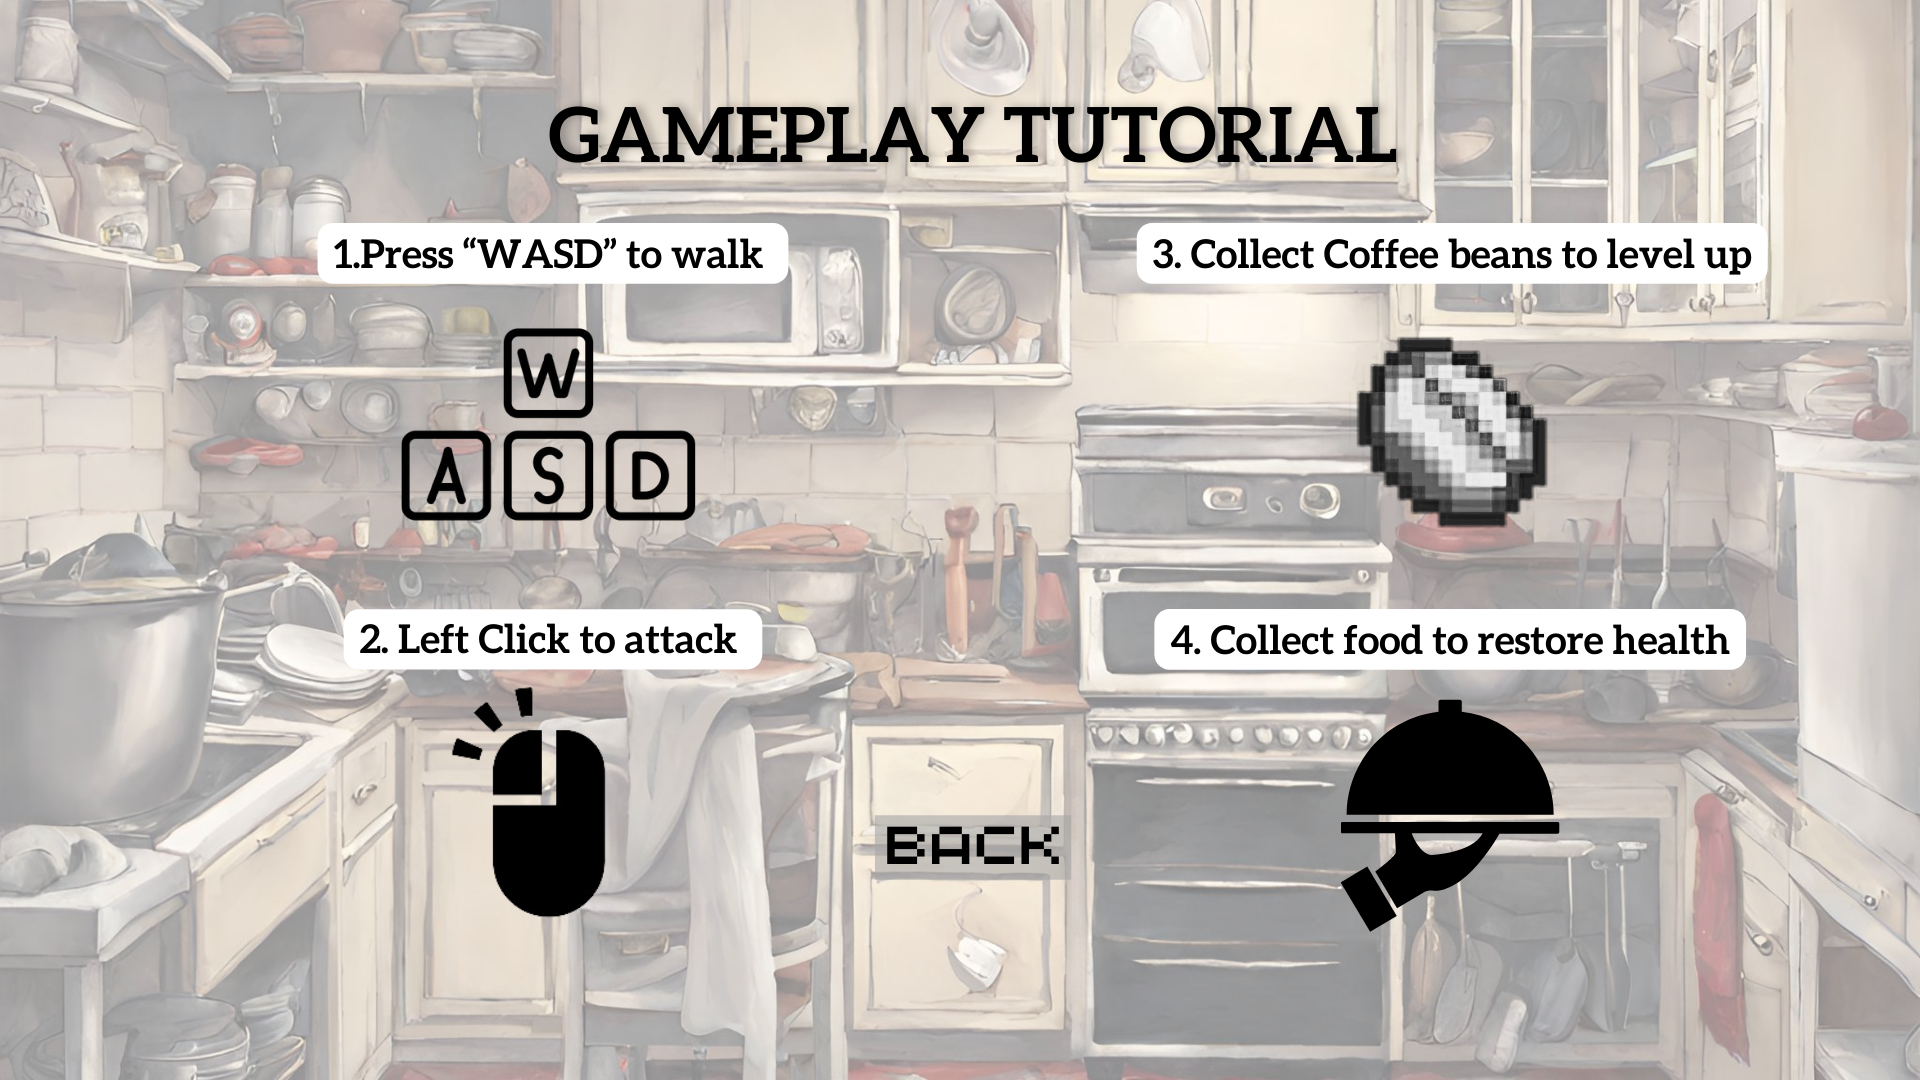 GAMEPLAY TUTORIAL
1.Press “WASD” to walk
W
A S D
2. Left Click to attack
3. Collect Coffee beans to level up
4. Collect food to restore health
BACK